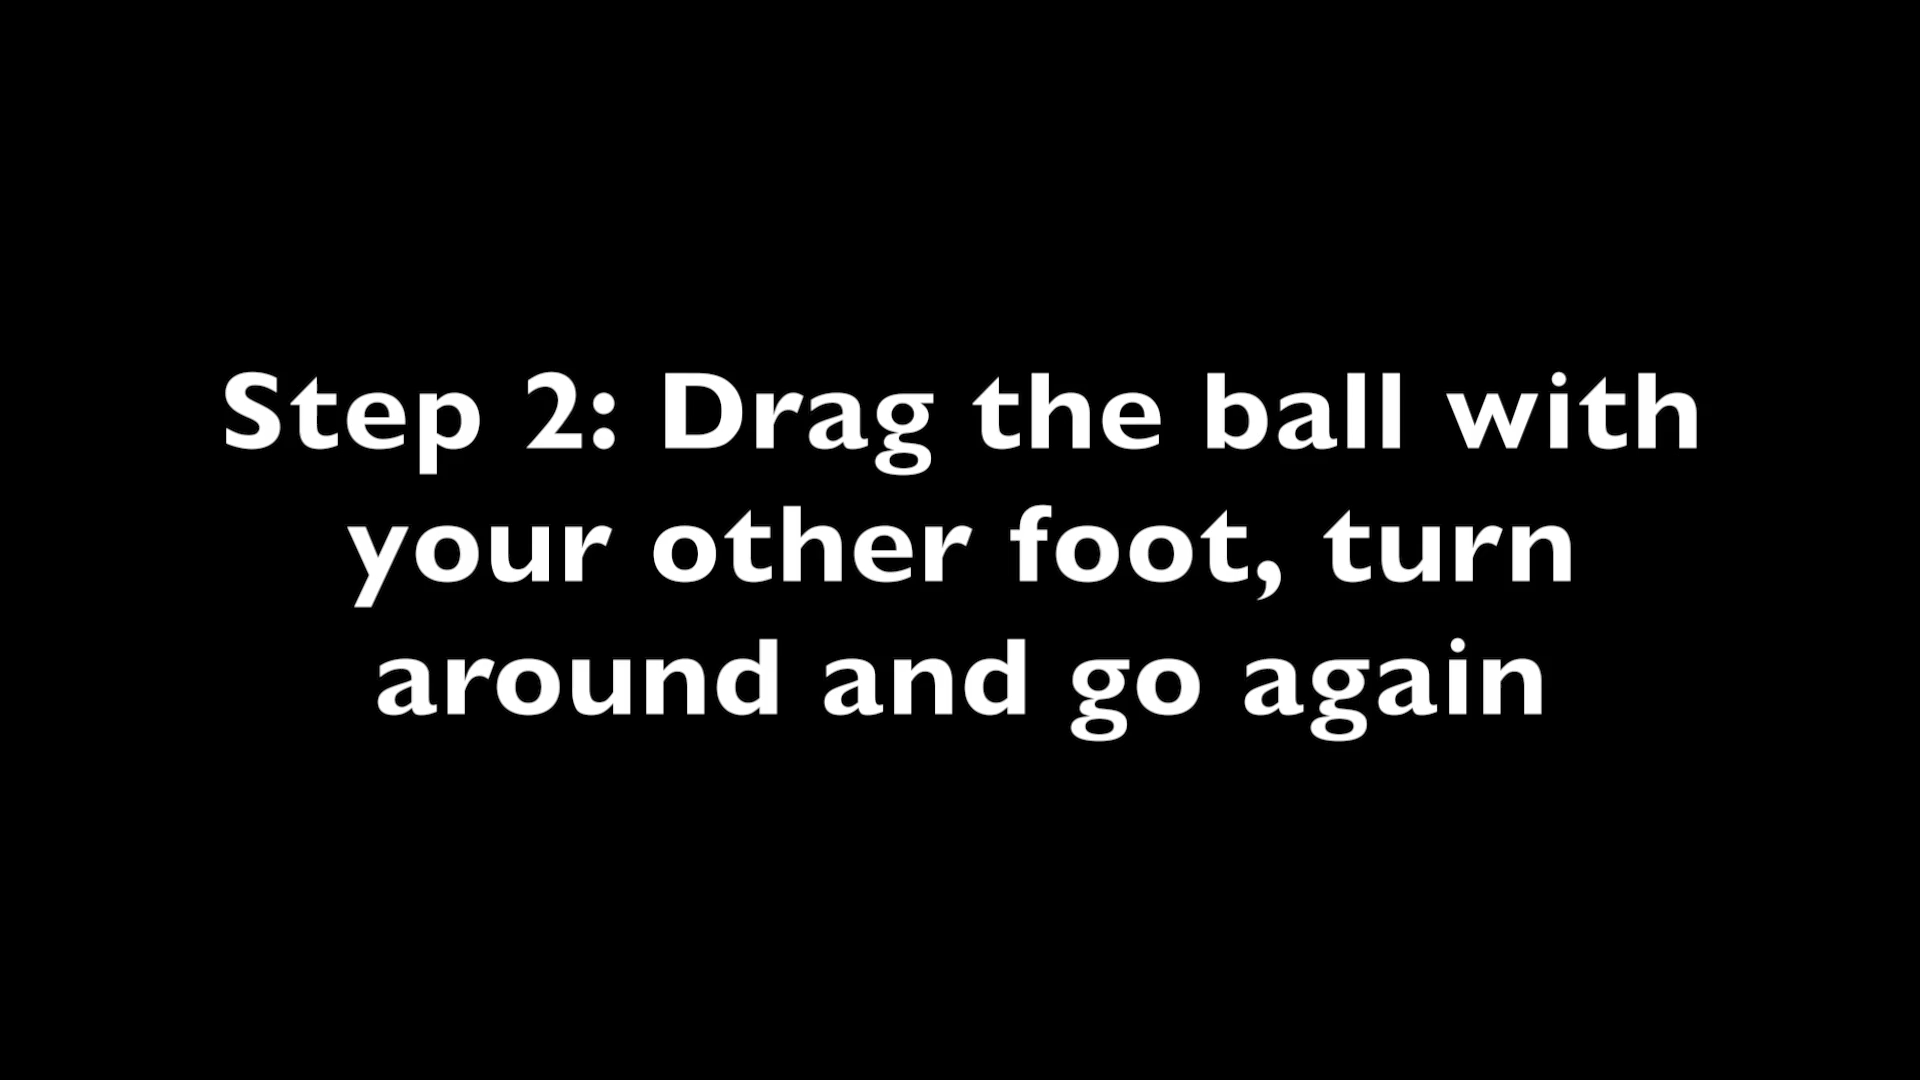 Step 2: Drag the ball with
your other foot, turn
around and go again